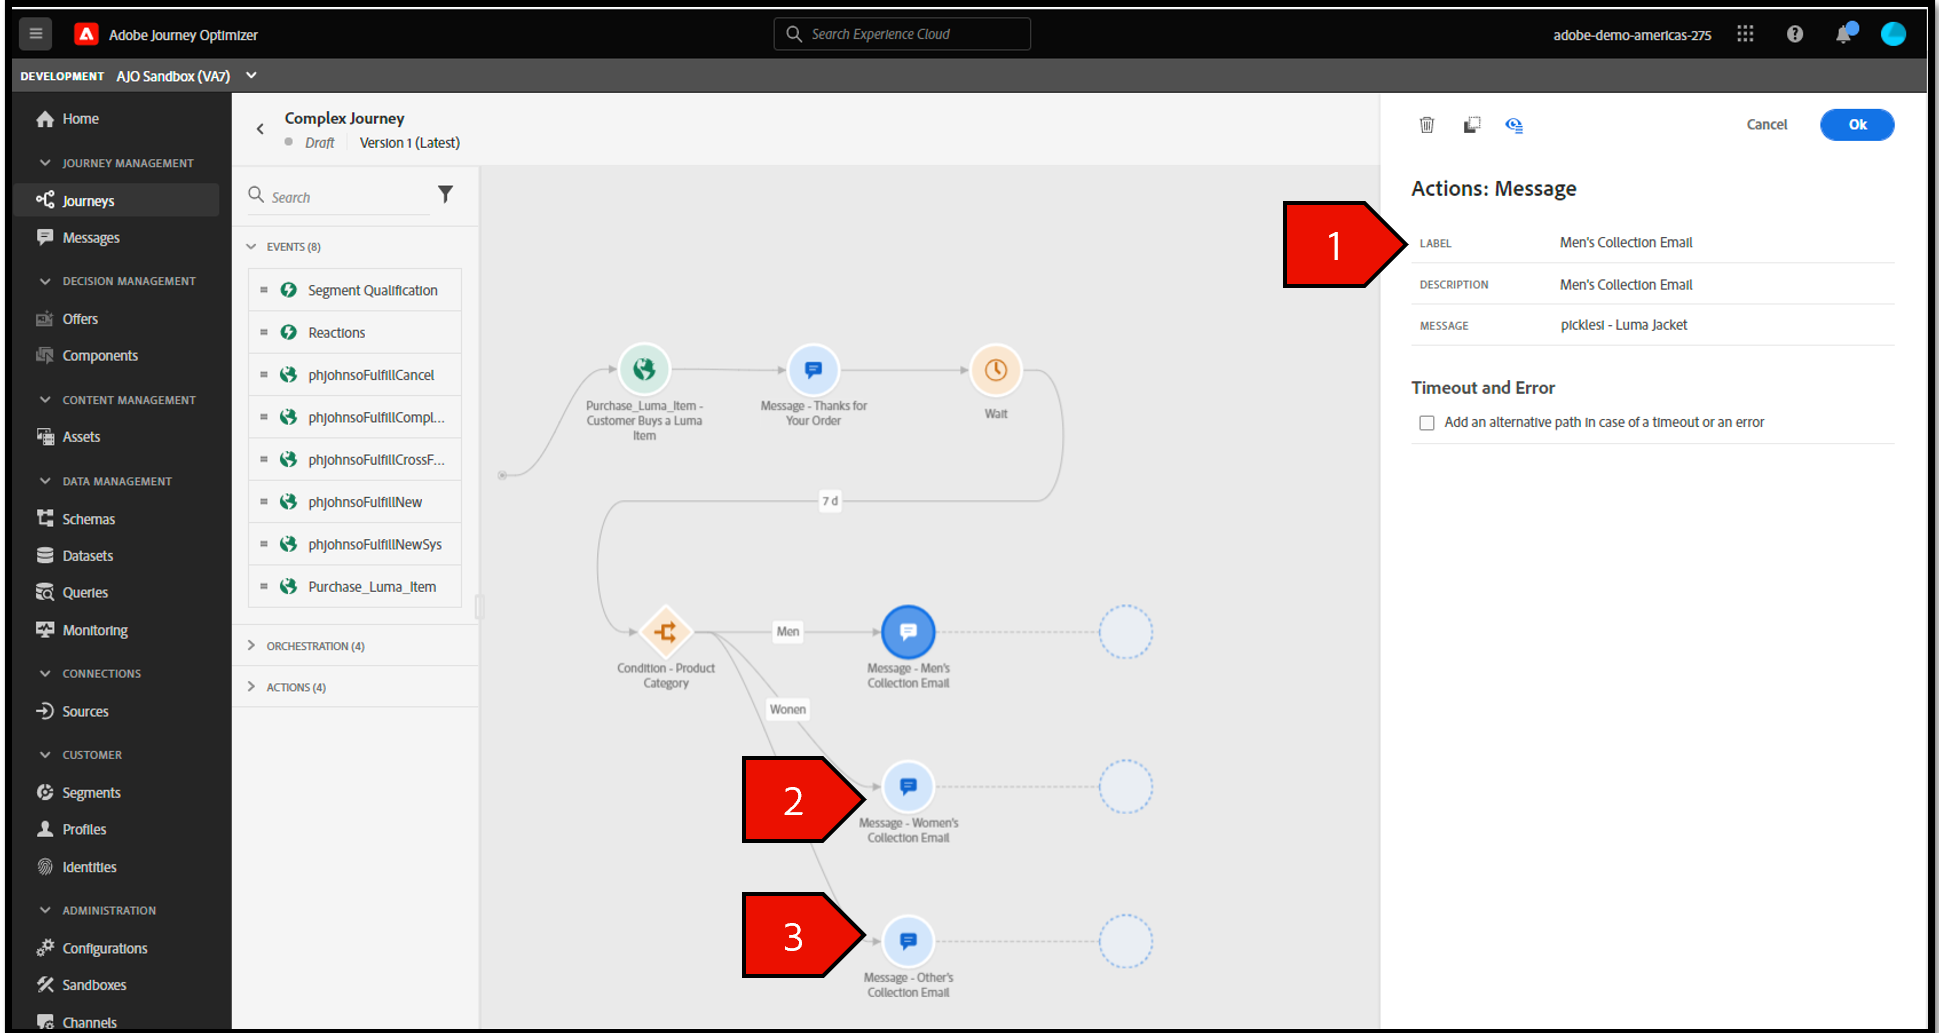 Adobe Journey Optimizer
Search Experience Cloud
adobe-demo-americas-275
DEVELOPMENT AJO Sandbox (VA7)
Home
JOURNEY MANAGEMENT
Journeys
Messages
DECISION MANAGEMENT
Offers
Components
CONTENT MANAGEMENT
Assets
DATA MANAGEMENT
Schemas
Datasets
Queries
Monitoring
CONNECTIONS
Sources
CUSTOMER
Segments
Profiles
Identities
ADMINISTRATION
Configurations
Sandboxes
Channels
Complex Journey
Draft Version 1 (Latest)
Search
EVENTS (8)
Segment Qualification
Reactions
phjohnsoFulfillCancel
phjohnsoFulfillCompl...
phjohnsoFulfillCrossF...
phjohnsoFulfillNew
phjohnsoFulfillNewSys
Purchase_Luma_Item
ORCHESTRATION (4)
ACTIONS (4)
Purchase_Luma_Item -
Customer Buys a Luma
Item
Message - Thanks for
Your Order
Wait
7 d
Condition - Product
Category
Men
Message - Men's
Collection Email
Wonen
2
Message - Women's
Collection Email
3
Message - Other's
Collection Email
Cancel
Ok
Actions: Message
1
LABEL Men's Collection Email
DESCRIPTION Men's Collection Email
MESSAGE picklesi - Luma Jacket
Timeout and Error
Add an alternative path in case of a timeout or an error